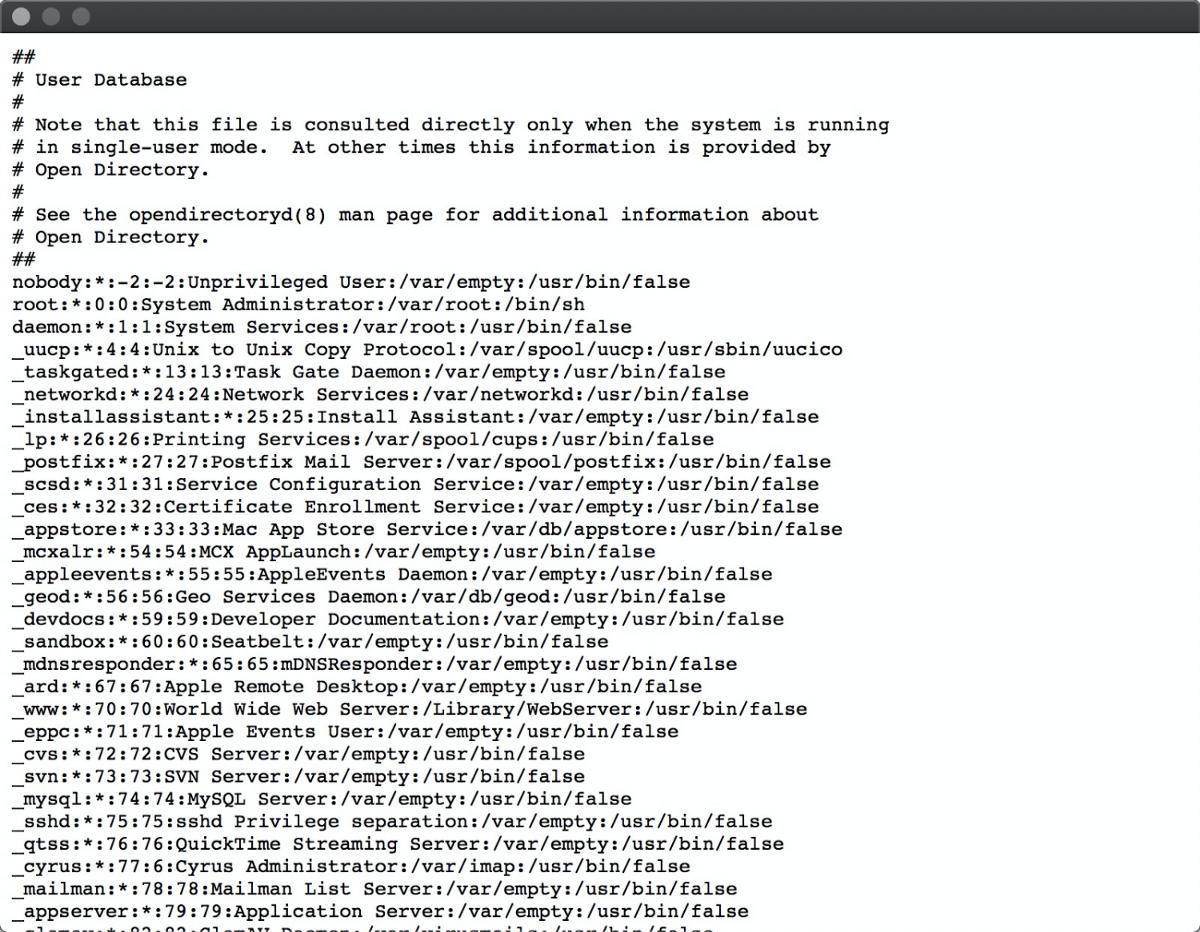 ##
# User Database
#
# Note that this file is consulted directly only when the system is running
# in single-user mode.  At other times this information is provided by
# Open Directory.
#
# See the opendirectoryd(8) man page for additional information about
# Open Directory.
##
nobody:*:-2:-2:Unprivileged User:/var/empty:/usr/bin/false
root:*:0:0:System Administrator:/var/root:/bin/sh
daemon:*:1:1:System Services:/var/root:/usr/bin/false
_uucp:*:4:4:Unix to Unix Copy Protocol:/var/spool/uucp:/usr/sbin/uucico
_taskgated:*:13:13:Task Gate Daemon:/var/empty:/usr/bin/false
_networkd:*:24:24:Network Services:/var/networkd:/usr/bin/false
_installassistant:*:25:25:Install Assistant:/var/empty:/usr/bin/false
_lp:*:26:26:Printing Services:/var/spool/cups:/usr/bin/false
_postfix:*:27:27:Postfix Mail Server:/var/spool/postfix:/usr/bin/false
_scsd:*:31:31:Service Configuration Service:/var/empty:/usr/bin/false
_ces:*:32:32:Certificate Enrollment Service:/var/empty:/usr/bin/false
_appstore:*:33:33:Mac App Store Service:/var/db/appstore:/usr/bin/false
_mcxalr:*:54:54:MCX AppLaunch:/var/empty:/usr/bin/false
_appleevents:*:55:55:AppleEvents Daemon:/var/empty:/usr/bin/false
_geod:*:56:56:Geo Services Daemon:/var/db/geod:/usr/bin/false
_devdocs:*:59:59:Developer Documentation:/var/empty:/usr/bin/false
_sandbox:*:60:60:Seatbelt:/var/empty:/usr/bin/false
_mdnsresponder:*:65:65:mDNSResponder:/var/empty:/usr/bin/false
_ard:*:67:67:Apple Remote Desktop:/var/empty:/usr/bin/false
_www:*:70:70:World Wide Web Server:/Library/WebServer:/usr/bin/false
_eppc:*:71:71:Apple Events User:/var/empty:/usr/bin/false
_cvs:*:72:72:CVS Server:/var/empty:/usr/bin/false
_svn:*:73:73:SVN Server:/var/empty:/usr/bin/false
_mysql:*:74:74:MySQL Server:/var/empty:/usr/bin/false
_sshd:*:75:75:sshd Privilege separation:/var/empty:/usr/bin/false
_qtss:*:76:76:QuickTime Streaming Server:/var/empty:/usr/bin/false
_cyrus:*:77:6:Cyrus Administrator:/var/imap:/usr/bin/false
_mailman:*:78:78:Mailman List Server:/var/empty:/usr/bin/false
_appserver:*:79:79:Application Server:/var/empty:/usr/bin/false